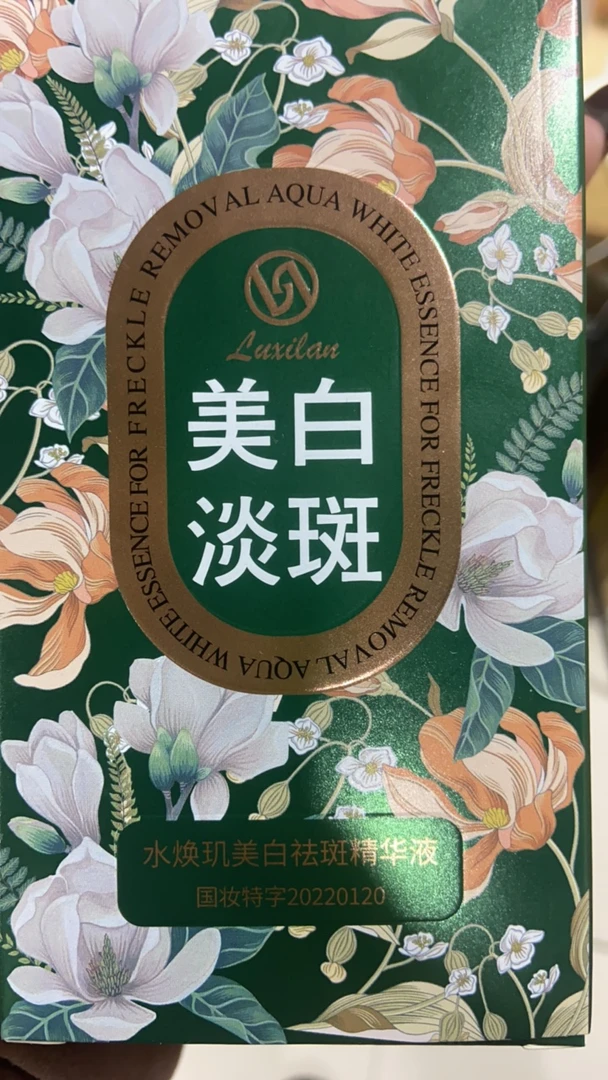 AQUA WHITE ESSENCE FOR FRECKLE REMOVAL AQUA WHITE ESSENCE FOR FRECKLE REMOVAL
Luxilan
美白
淡斑
水焕玑美白祛斑精华液
国妆特字20220120